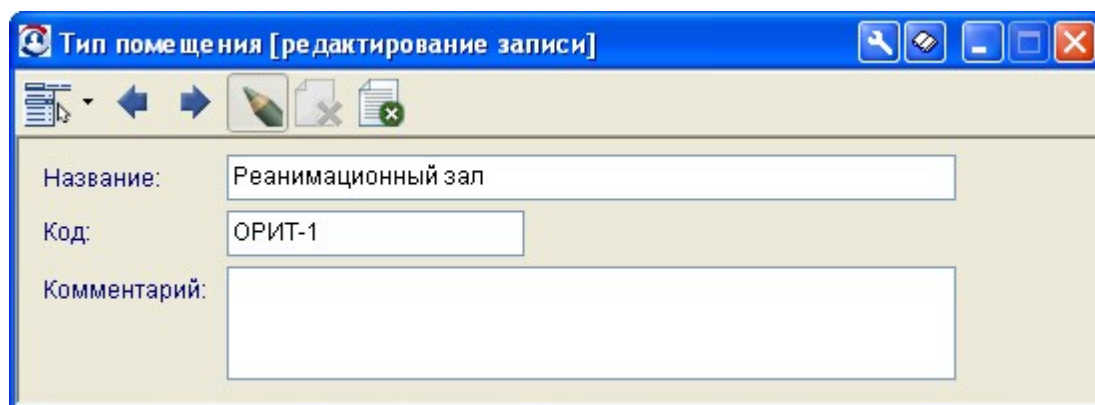 Тип помещения [редактирование записи]
Название: Реанимационный зал
Код: ОРИТ-1
Комментарий: